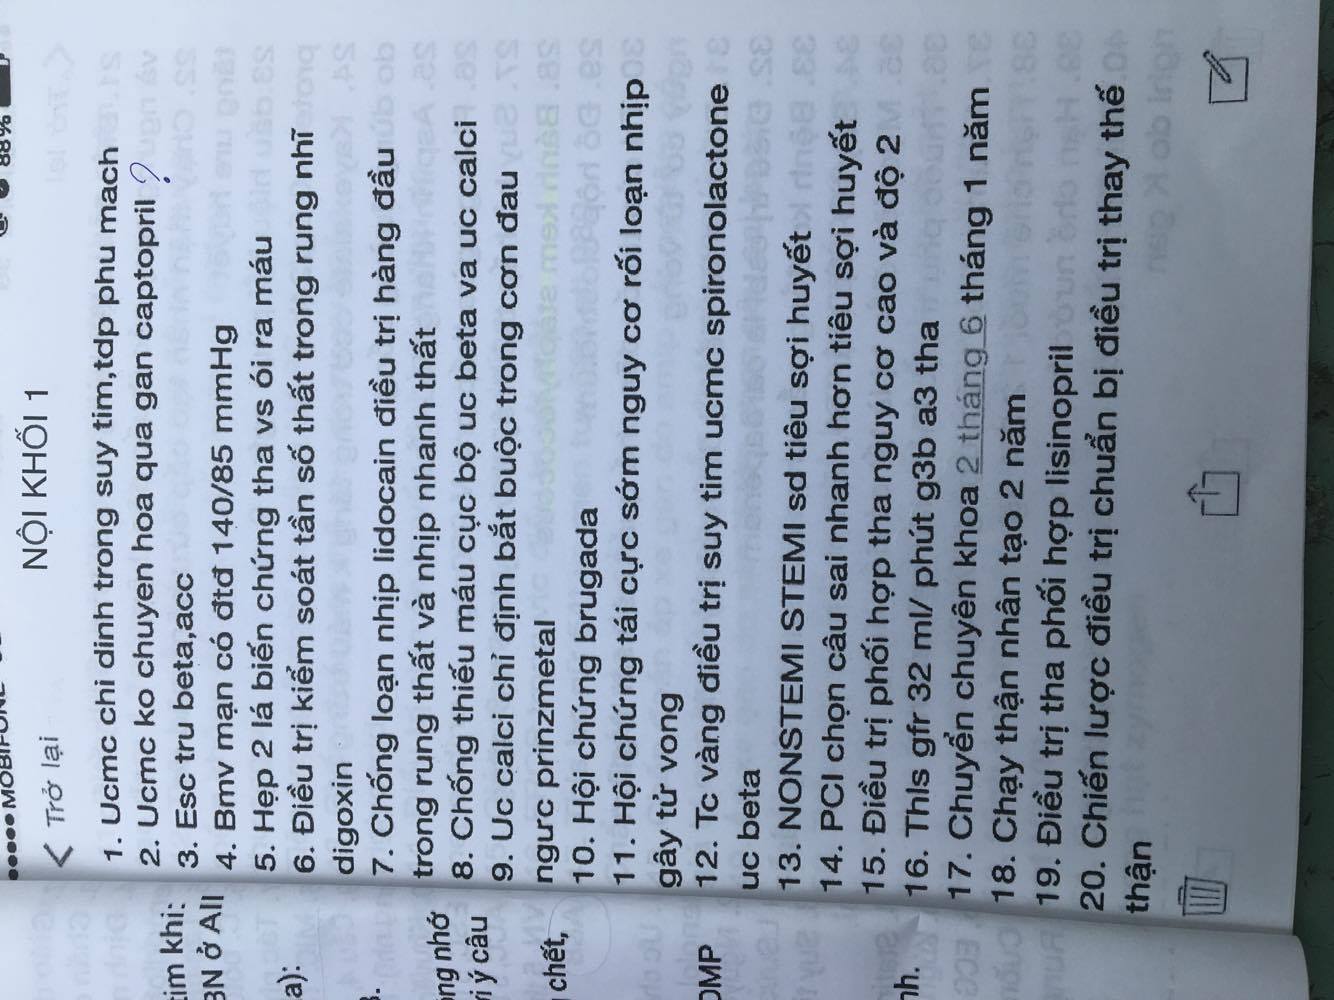 ●●●●● MOBIFONE
88%
NỘI KHỐI 1
Trở lại
1. Ucmc chi dinh trong suy tim,tdp phu mach
2. Ucmc ko chuyen hoa qua gan captopril ?
3. Esc tru beta,acc
4. Bmv mạn có đtđ 140/85 mmHg
5. Hẹp 2 lá biến chứng tha vs ói ra máu
6. Điều trị kiểm soát tần số thất trong rung nhĩ
digoxin
7. Chống loạn nhịp lidocain điều trị hàng đầu
trong rung thất và nhịp nhanh thất
8. Chống thiếu máu cục bộ uc beta va uc calci
9. Uc calci chỉ định bắt buộc trong cơn đau
ngưc prinzmetal
10. Hội chứng brugada
11. Hội chứng tái cực sớm nguy cơ rối loạn nhịp
gây tử vong
12. Tc vàng điều trị suy tim ucmc spironolactone
uc beta
13. NONSTEMI STEMI sd tiêu sợi huyết
14. PCI chọn câu sai nhanh hơn tiêu sợi huyết
15. Điều trị phối hợp tha nguy cơ cao và độ 2
16. Thls gfr 32 ml/ phút g3b a3 tha
17. Chuyển chuyên khoa 2 tháng 6 tháng 1 năm
18. Chạy thận nhân tạo 2 năm
19. Điều trị tha phối hợp lisinopril
20. Chiến lược điều trị chuẩn bị điều trị thay thế
thận
tim khi:
BN ở All
a):
ng nhớ
i ý câu
chết,
OMP
nh.